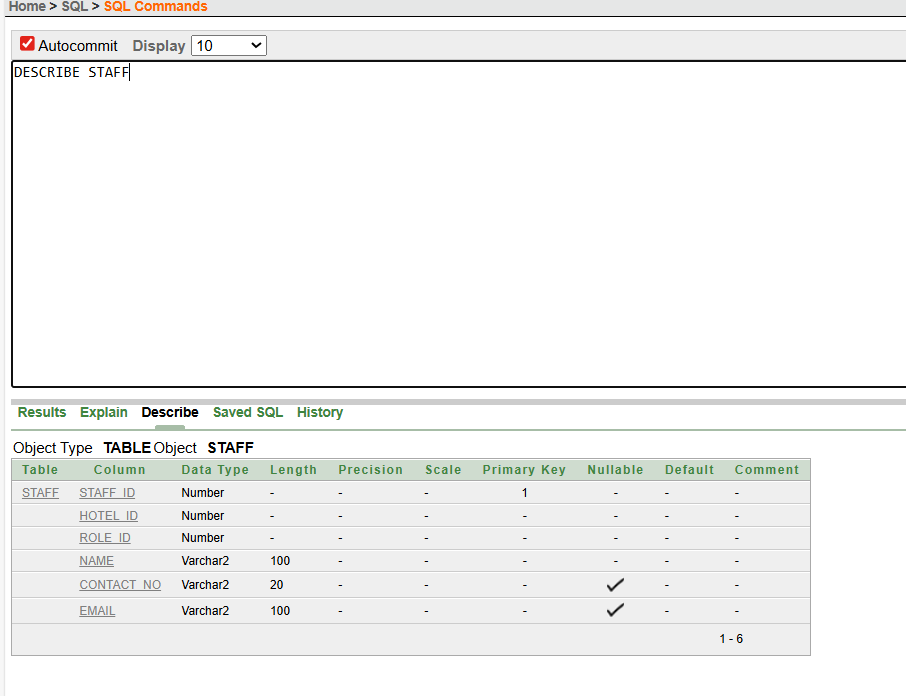 Home > SQL > SQL Commands
Autocommit Display 10
DESCRIBE STAFF
Results Explain Describe Saved SQL History
Object Type TABLE Object STAFF
Table Column Data Type Length Precision Scale Primary Key Nullable Default Comment
STAFF STAFF_ID Number - - - 1 - - -
HOTEL_ID Number - - - - - - -
ROLE_ID Number - - - - - - -
NAME Varchar2 100 - - - - - -
CONTACT_NO Varchar2 20 - - - ✓ - -
EMAIL Varchar2 100 - - - ✓ - -
1 - 6